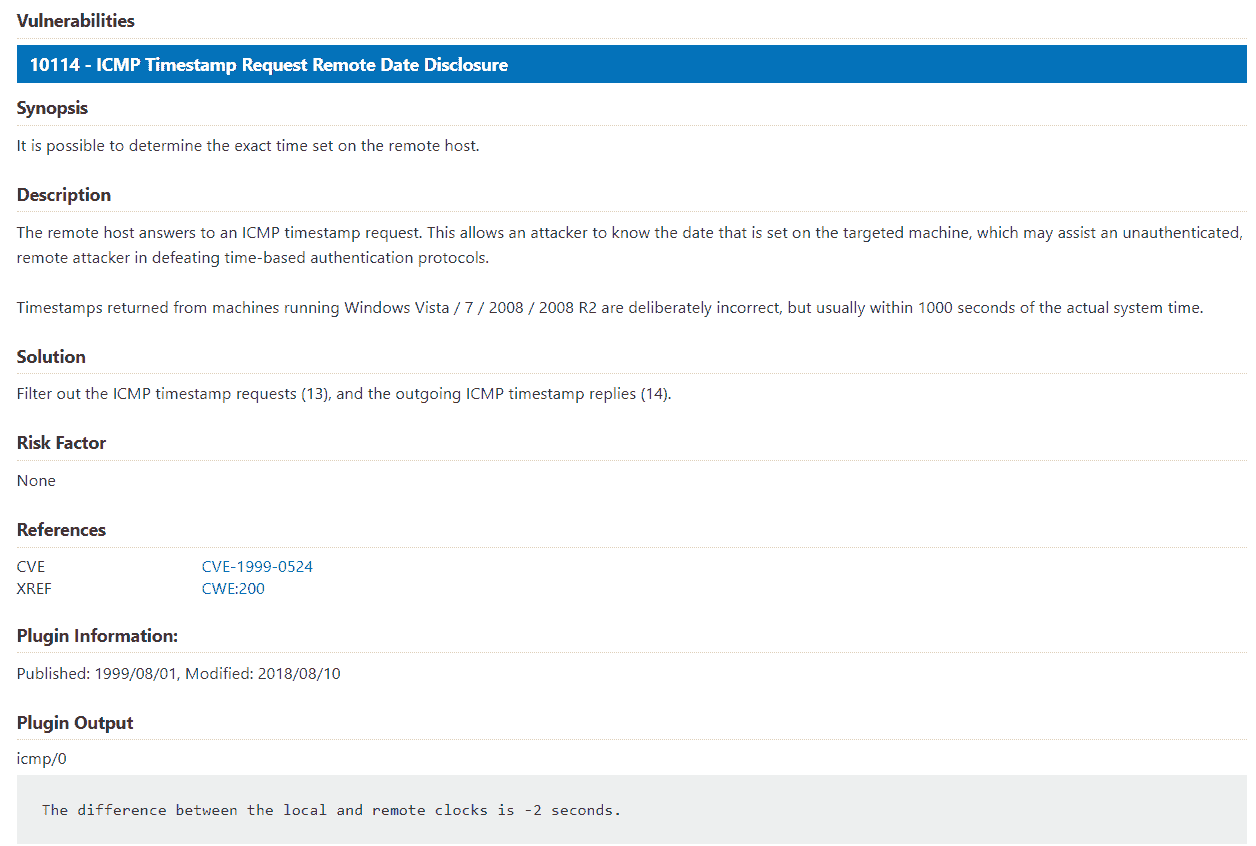 Vulnerabilities
10114 - ICMP Timestamp Request Remote Date Disclosure
Synopsis
It is possible to determine the exact time set on the remote host.
Description
The remote host answers to an ICMP timestamp request. This allows an attacker to know the date that is set on the targeted machine, which may assist an unauthenticated,
remote attacker in defeating time-based authentication protocols.
Timestamps returned from machines running Windows Vista / 7 / 2008 / 2008 R2 are deliberately incorrect, but usually within 1000 seconds of the actual system time.
Solution
Filter out the ICMP timestamp requests (13), and the outgoing ICMP timestamp replies (14).
Risk Factor
None
References
CVE CVE-1999-0524
XREF CWE:200
Plugin Information:
Published: 1999/08/01, Modified: 2018/08/10
Plugin Output
icmp/0
The difference between the local and remote clocks is -2 seconds.